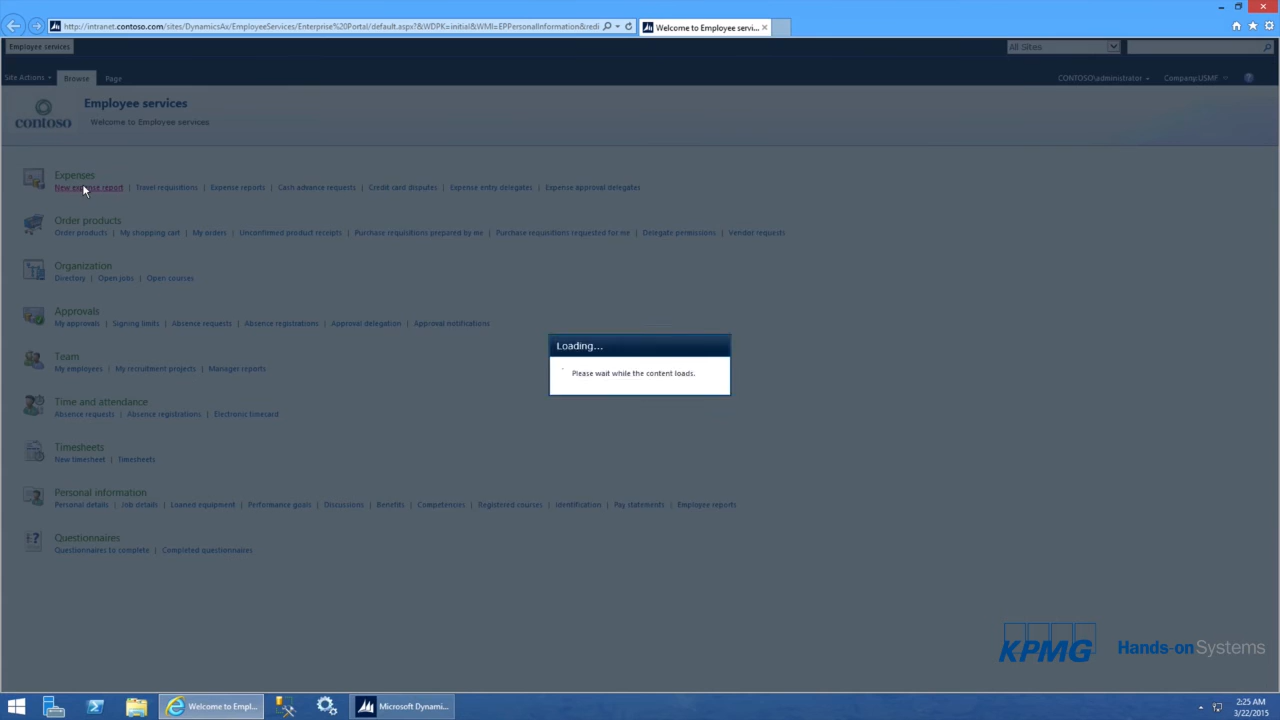 http://intranet.contoso.com/sites/DynamicsAx/EmployeeServices/Enterprise%20Portal/default.aspx?&WDPK=initial&WMI=EPPersonalInformation&redi
Welcome to Employee servi...
Employee services
All Sites
Site Actions
Browse
Page
CONTOSO\administrator
Company:USMF
contoso
Employee services
Welcome to Employee services
Expenses
New expense report | Travel requisitions | Expense reports | Cash advance requests | Credit card disputes | Expense entry delegates | Expense approval delegates
Order products
Order products | My shopping cart | My orders | Unconfirmed product receipts | Purchase requisitions prepared by me | Purchase requisitions requested for me | Delegate permissions | Vendor requests
Organization
Directory | Open jobs | Open courses
Approvals
My approvals | Signing limits | Absence requests | Absence registrations | Approval delegation | Approval notifications
Team
My employees | My recruitment projects | Manages reports
Time and attendance
Absence requests | Absence registrations | Electronic timecard
Timesheets
New timesheet | Timesheets
Personal information
Personal details | Job details | Loaned equipment | Performance goals | Discussions | Benefits | Competencies | Registered courses | Identification | Pay statements | Employee reports
Questionnaires
Questionnaires to complete | Completed questionnaires
Loading...
Please wait while the content loads.
KPMG Hands-on Systems
Welcome to Empl...
Microsoft Dynami...
2:25 AM
3/22/2015